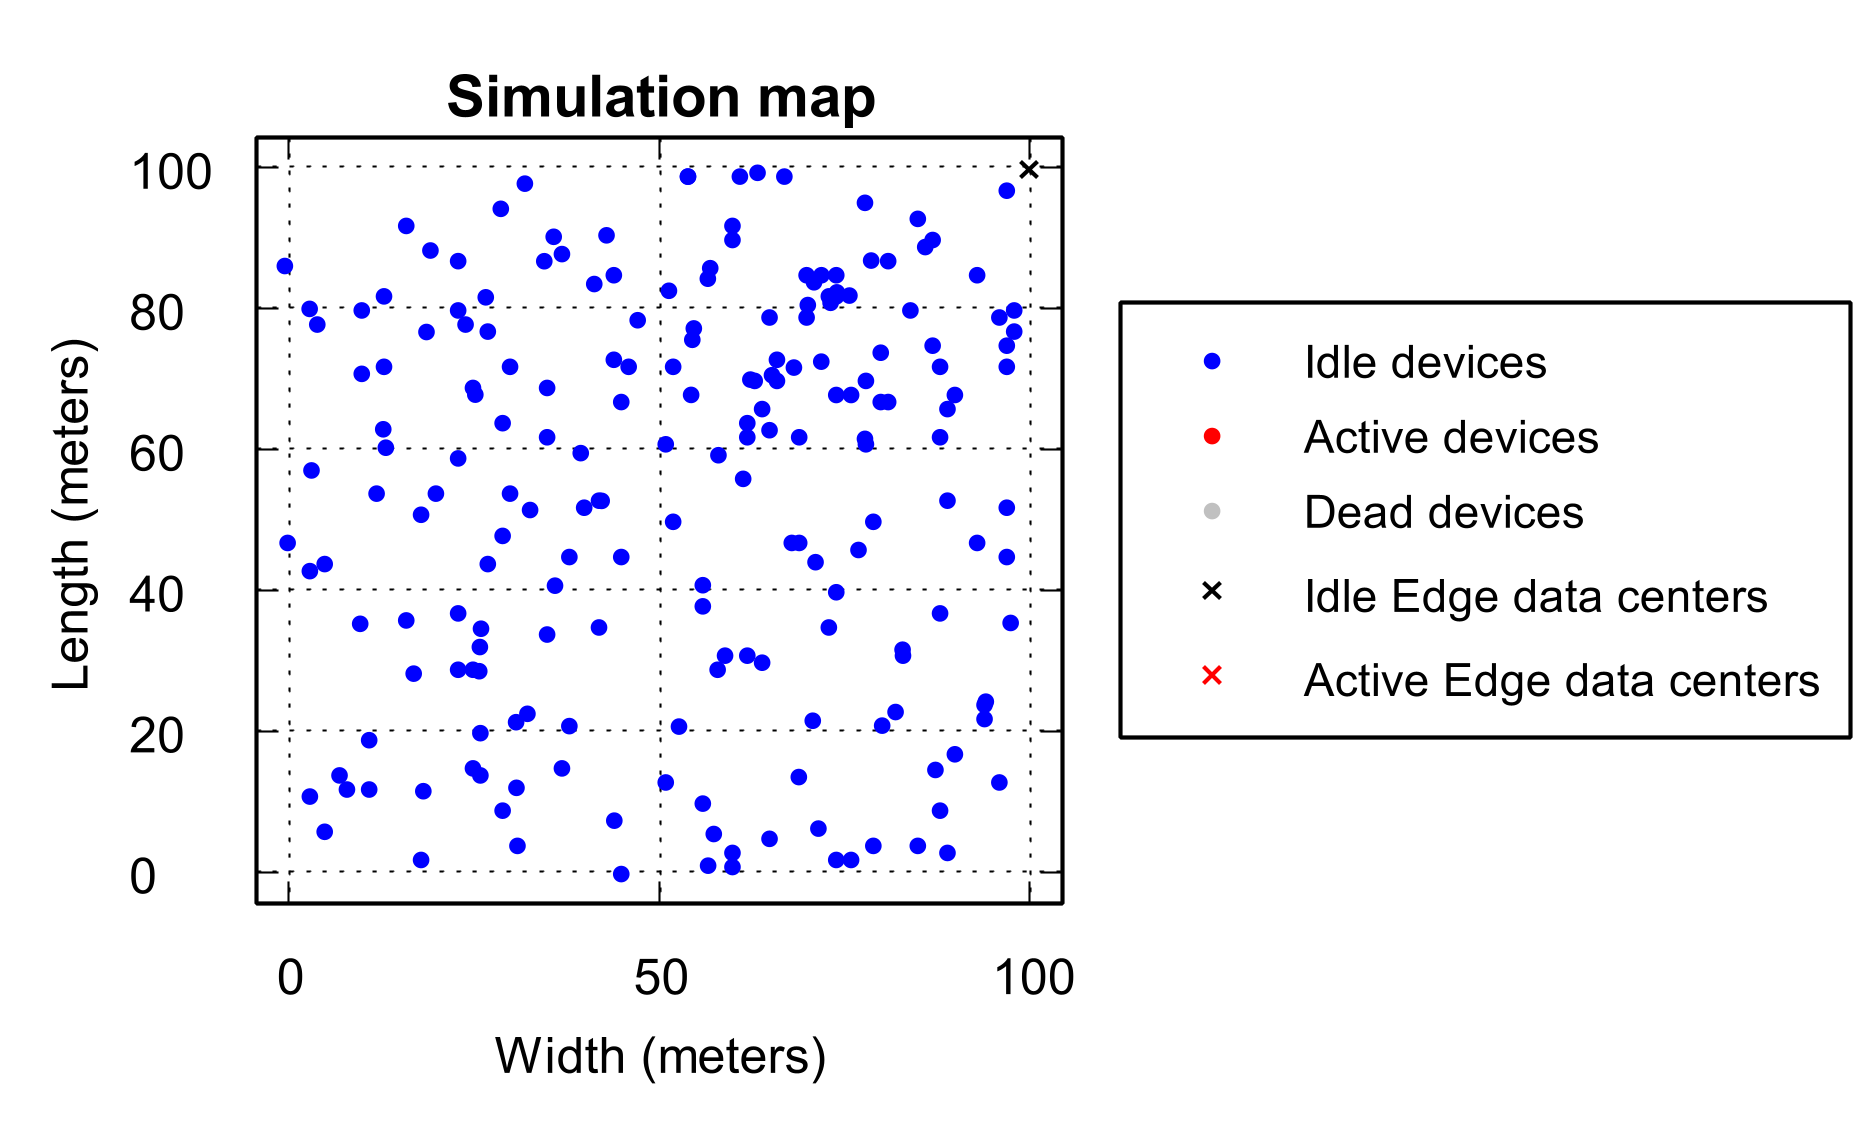 Simulation map
100
80
60
40
20
0
Length (meters)
0 50 100
Width (meters)
Idle devices
Active devices
Dead devices
Idle Edge data centers
Active Edge data centers